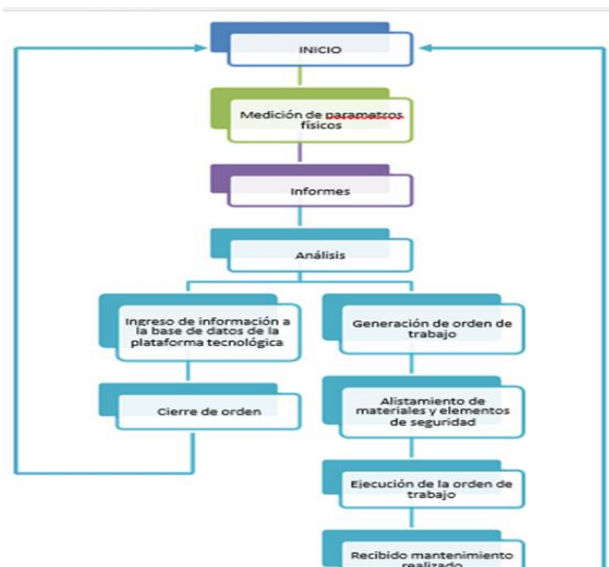 INICIO
Medición de paramatros
físicos
Informes
Análisis
Ingreso de información a
la base de datos de la
plataforma tecnológica
Cierre de orden
Generación de orden de
trabajo
Alistamiento de
materiales y elementos
de seguridad
Ejecución de la orden de
trabajo
Recibido mantenimiento
realizado